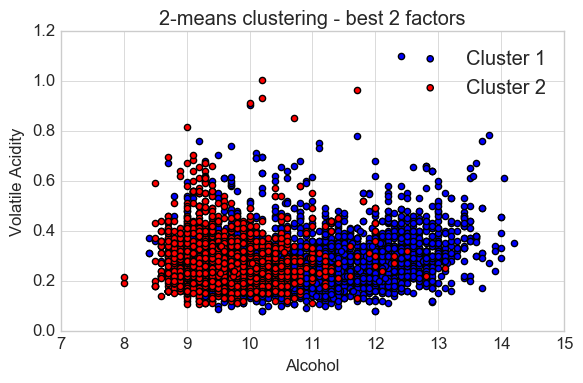 2-means clustering - best 2 factors
1.2
1.0
0.8
0.6
0.4
0.2
0.0
Volatile Acidity
Cluster 1
Cluster 2
7 8 9 10 11 12 13 14 15
Alcohol